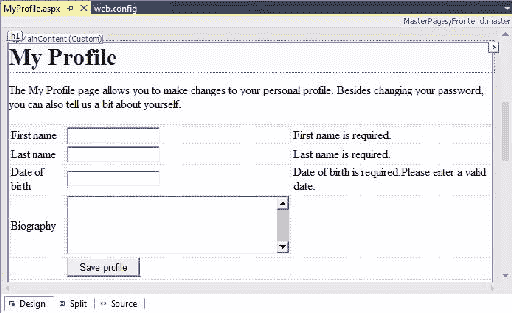 MyProfile.aspx web.config
MasterPages/Frontend.master
h1 MainContent (Custom)
My Profile
The My Profile page allows you to make changes to your personal profile. Besides changing your password,
you can also tell us a bit about yourself.
First name First name is required.
Last name Last name is required.
Date of Date of birth is required.Please enter a valid
birth date.
Biography
Save profile
Design Split Source